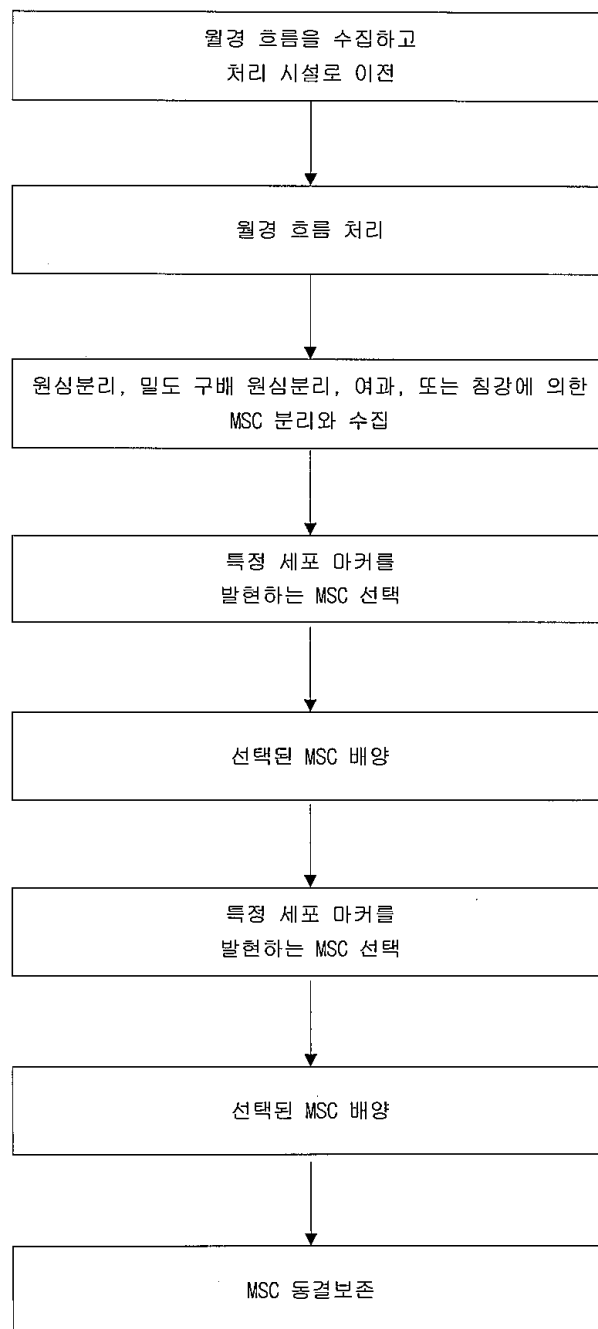 월경 흐름을 수집하고
처리 시설로 이전
월경 흐름 처리
원심분리, 밀도 구배 원심분리, 여과, 또는 침강에 의한
MSC 분리와 수집
특정 세포 마커를
발현하는 MSC 선택
선택된 MSC 배양
특정 세포 마커를
발현하는 MSC 선택
선택된 MSC 배양
MSC 동결보존